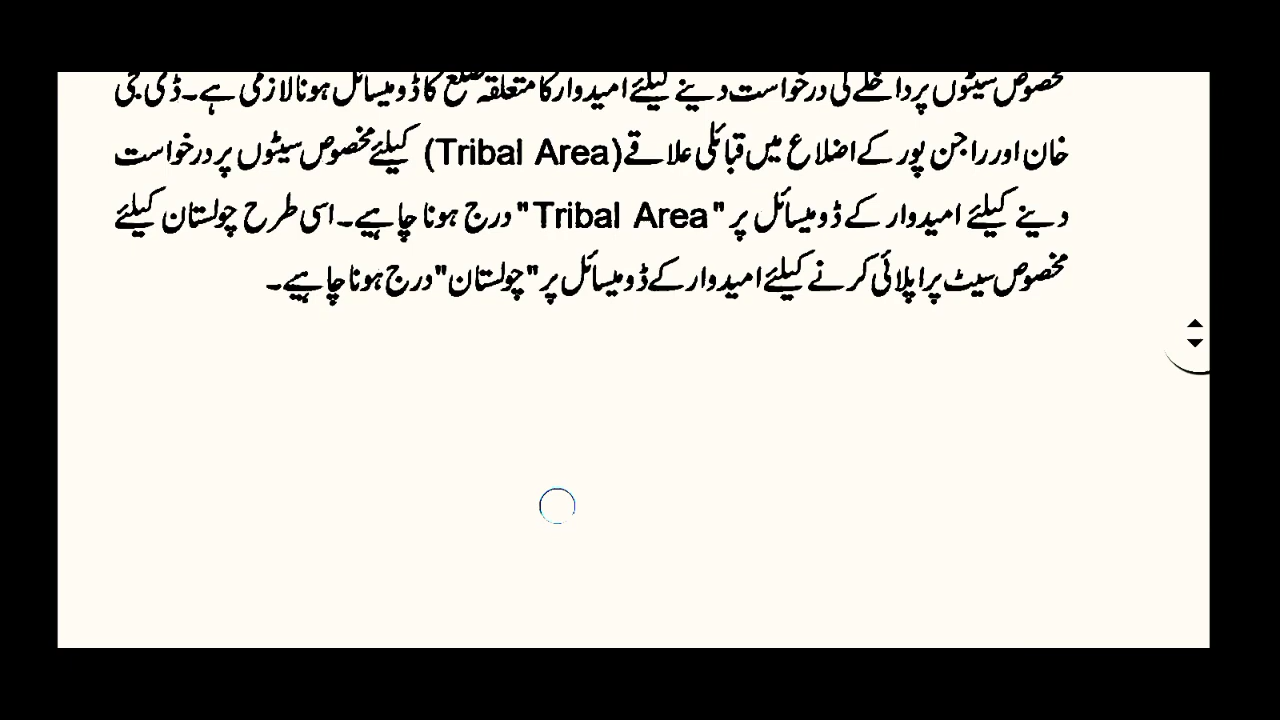 مخصوص سیٹوں پر داخلے کی درخواست دینے کیلئے امیدوار کا متعلقہ ضلع کا ڈومیسائل ہونا لازمی ہے۔ ڈی جی
خان اور راجن پور کے اضلاع میں قبائلی علاقے (Tribal Area) کیلئے مخصوص سیٹوں پر درخواست
دینے کیلئے امیدوار کے ڈومیسائل پر "Tribal Area" درج ہونا چاہیے۔ اسی طرح چولستان کیلئے
مخصوص سیٹ پر اپلائی کرنے کیلئے امیدوار کے ڈومیسائل پر "چولستان" درج ہونا چاہیے۔